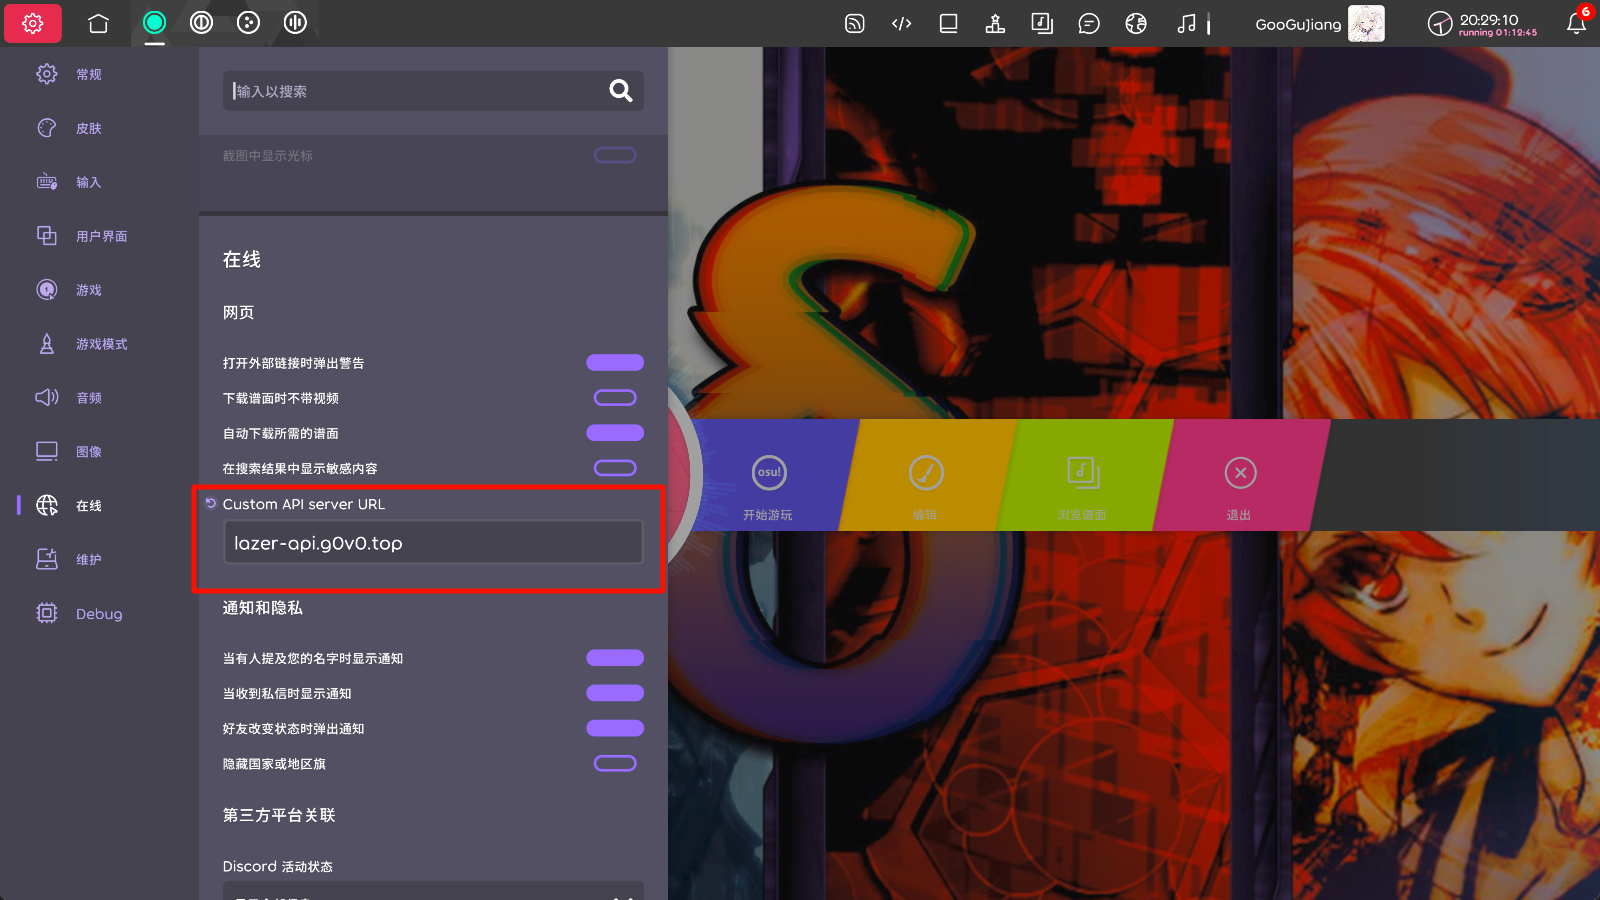 GooGuJiang
20:29:10
running 01:12:45
6
常规
皮肤
输入
用户界面
游戏
游戏模式
音频
图像
在线
维护
Debug
输入以搜索
截图中显示光标
在线
网页
打开外部链接时弹出警告
下载谱面时不带视频
自动下载所需的谱面
在搜索结果中显示敏感内容
Custom API server URL
lazer-api.g0v0.top
通知和隐私
当有人提及您的名字时显示通知
当收到私信时显示通知
好友改变状态时弹出通知
隐藏国家或地区旗
第三方平台关联
Discord 活动状态
osu!
开始游玩
编辑
浏览谱面
退出